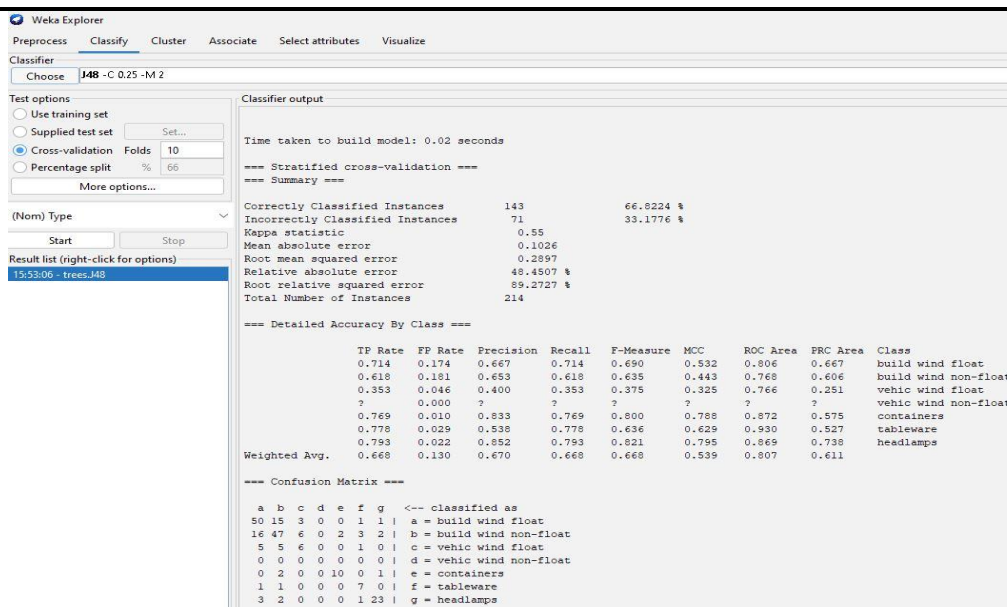 Weka Explorer
Preprocess Classify Cluster Associate Select attributes Visualize
Classifier
Choose J48 -C 0.25 -M 2
Test options
Use training set
Supplied test set Set...
Cross-validation Folds 10
Percentage split % 66
More options...
(Nom) Type
Start Stop
Result list (right-click for options)
15:53:06 - trees.J48
Classifier output
Time taken to build model: 0.02 seconds
=== Stratified cross-validation ===
=== Summary ===
Correctly Classified Instances 143 66.8224 %
Incorrectly Classified Instances 71 33.1776 %
Kappa statistic 0.55
Mean absolute error 0.1026
Root mean squared error 0.2897
Relative absolute error 48.4507 %
Root relative squared error 89.2727 %
Total Number of Instances 214
=== Detailed Accuracy By Class ===
TP Rate FP Rate Precision Recall F-Measure MCC ROC Area PRC Area Class
0.714 0.174 0.667 0.714 0.690 0.532 0.806 0.667 build wind float
0.618 0.181 0.653 0.618 0.635 0.443 0.768 0.606 build wind non-float
0.353 0.046 0.400 0.353 0.375 0.325 0.766 0.251 vehic wind float
? 0.000 ? ? ? ? ? ? vehic wind non-float
0.769 0.010 0.833 0.769 0.800 0.788 0.872 0.575 containers
0.778 0.029 0.538 0.778 0.636 0.629 0.930 0.527 tableware
0.793 0.022 0.852 0.793 0.821 0.795 0.869 0.738 headlamps
Weighted Avg. 0.668 0.130 0.670 0.668 0.668 0.539 0.807 0.611
=== Confusion Matrix ===
a b c d e f g <-- classified as
50 15 3 0 0 1 1 | a = build wind float
16 47 6 0 2 3 2 | b = build wind non-float
5 5 6 0 0 1 0 | c = vehic wind float
0 0 0 0 0 0 0 | d = vehic wind non-float
0 2 0 0 10 0 1 | e = containers
1 1 0 0 0 7 0 | f = tableware
3 2 0 0 0 1 23 | g = headlamps